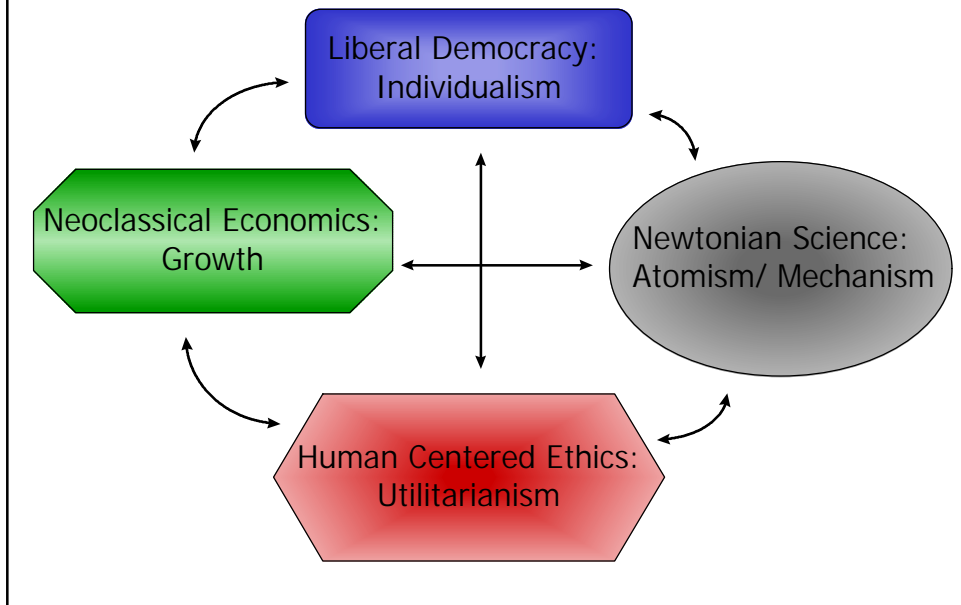 Liberal Democracy:
Individualism
Neoclassical Economics:
Growth
Newtonian Science:
Atomism/ Mechanism
Human Centered Ethics:
Utilitarianism